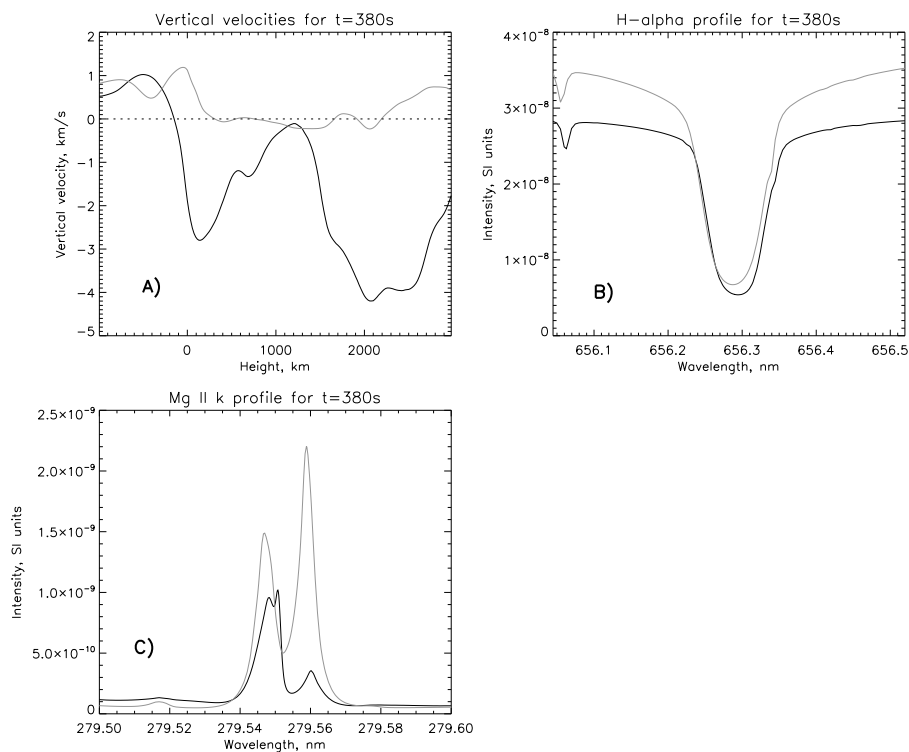 Vertical velocities for t=380s
2
1
0
−1
−2
−3
−4
−5
Vertical velocity, km/s
A)
0
1000
2000
Height, km
H−alpha profile for t=380s
4×10⁻⁸
3×10⁻⁸
2×10⁻⁸
1×10⁻⁸
0
Intensity, SI units
B)
656.1
656.2
656.3
656.4
656.5
Wavelength, nm
Mg II k profile for t=380s
2.5×10⁻⁹
2.0×10⁻⁹
1.5×10⁻⁹
1.0×10⁻⁹
5.0×10⁻¹⁰
0
Intensity, SI units
C)
279.50
279.52
279.54
279.56
279.58
279.60
Wavelength, nm